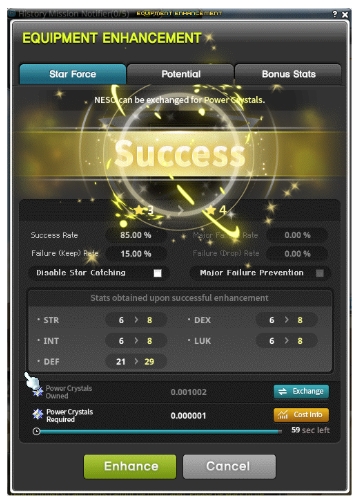 EQUIPMENT ENHANCEMENT
? ×
EQUIPMENT ENHANCEMENT
Star Force Potential Bonus Stats
NESO can be exchanged for Power Crystals.
Success
3 > 4
Success Rate 85.00 % Major Failure Rate 0.00 %
Failure (Keep) Rate 15.00 % Failure (Drop) Rate 0.00 %
Disable Star Catching Major Failure Prevention
Stats obtained upon successful enhancement
· STR 6 > 8 · DEX 6 > 8
· INT 6 > 8 · LUK 6 > 8
· DEF 21 > 29
Power Crystals
Owned 0.001002 Exchange
Power Crystals
Required 0.000001 Cost Info
59 sec left
Enhance Cancel